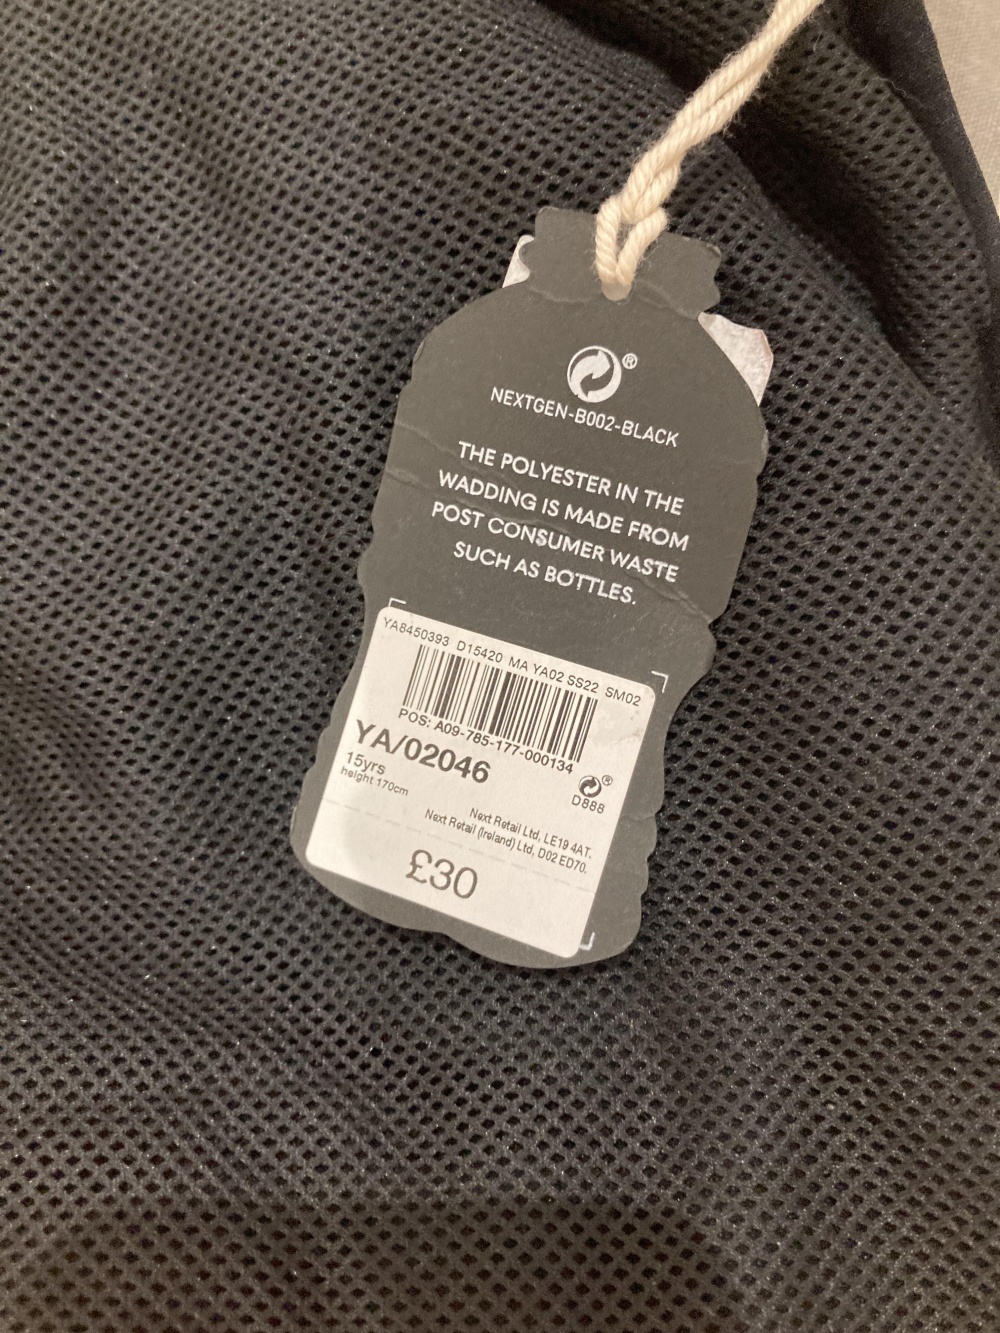 ®
NEXTGEN-B002-BLACK
THE POLYESTER IN THE
WADDING IS MADE FROM
POST CONSUMER WASTE
SUCH AS BOTTLES.
YA8450393 D15420 MA YA02 SS22 SM02
POS: A09-785-177-000134
YA/02046
15yrs
height 170cm
®
D888
Next Retail Ltd, LE19 4AT.
Next Retail (Ireland) Ltd, D02 ED70.
£30